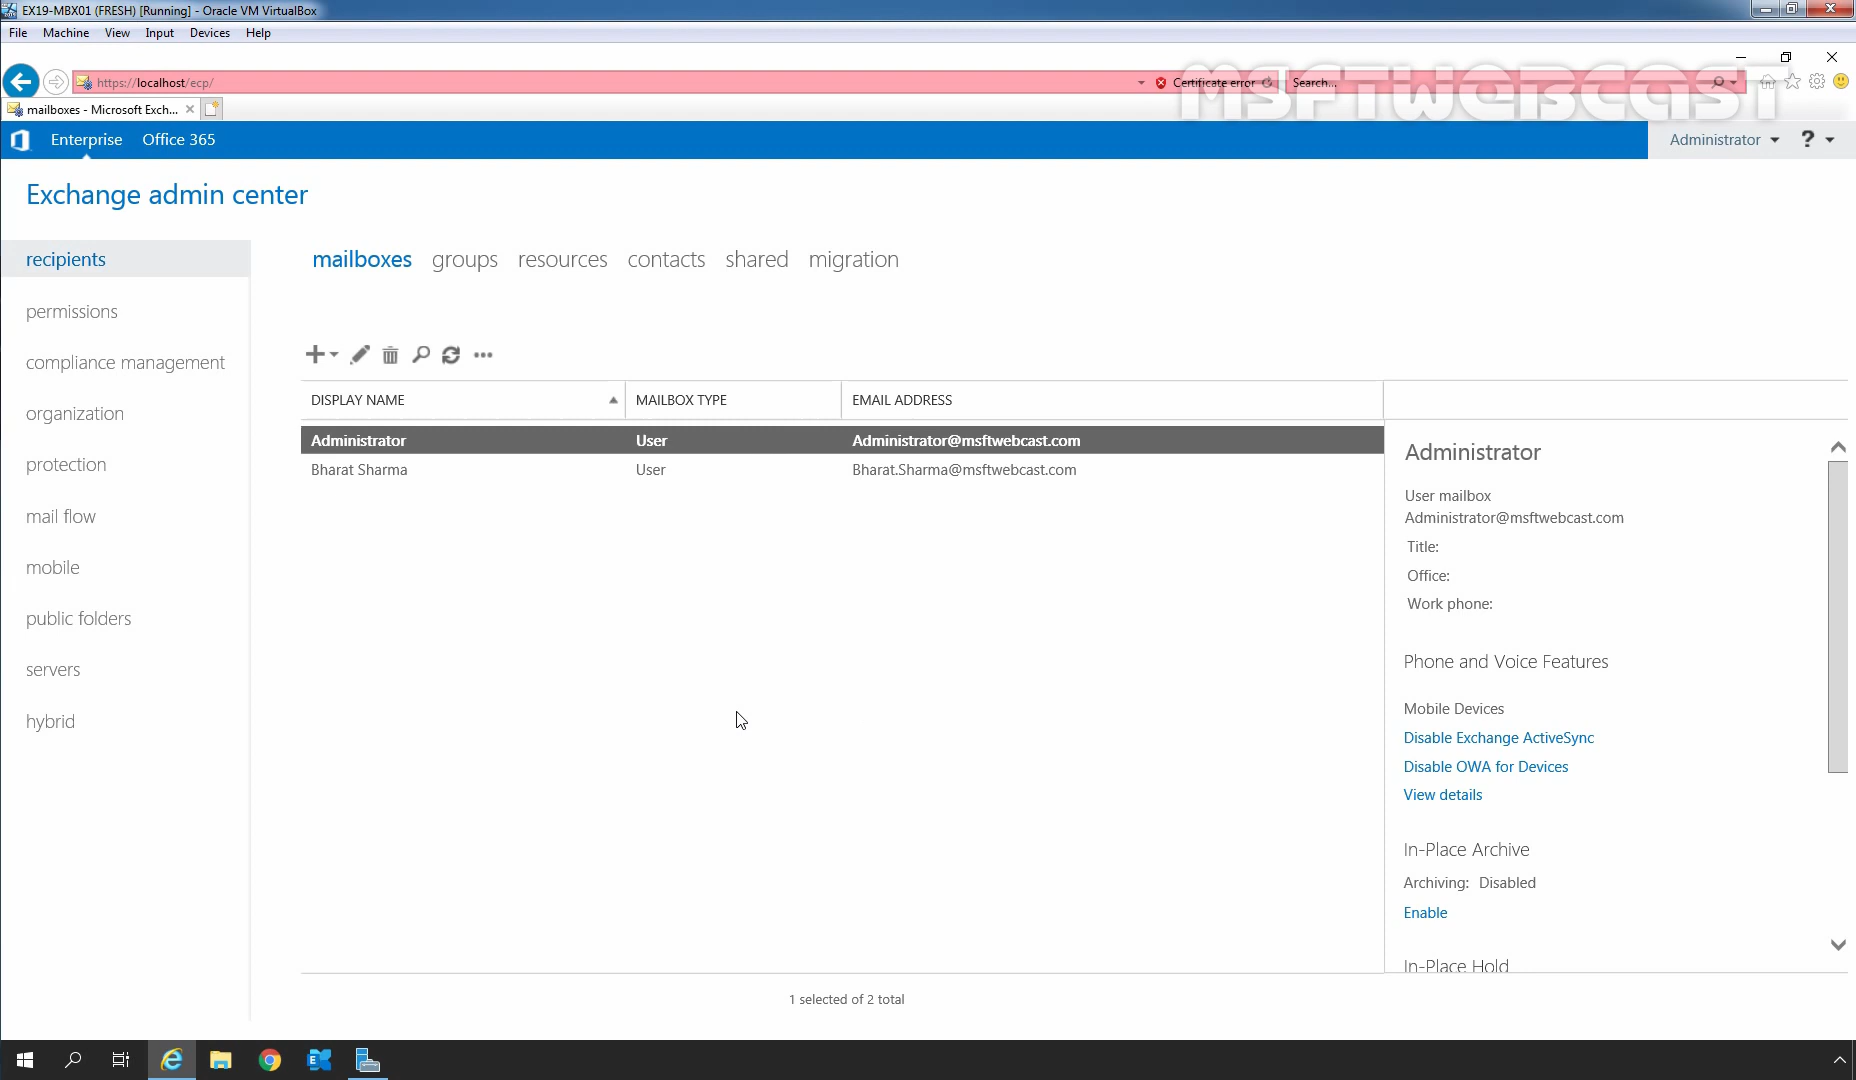 EX19-MBX01 (FRESH) [Running] - Oracle VM VirtualBox
File Machine View Input Devices Help
https://localhost/ecp/
Certificate error
Search...
MSFTWEBCAST
mailboxes - Microsoft Exch...
Enterprise Office 365
Administrator ?
Exchange admin center
recipients
permissions
compliance management
organization
protection
mail flow
mobile
public folders
servers
hybrid
mailboxes groups resources contacts shared migration
DISPLAY NAME MAILBOX TYPE EMAIL ADDRESS
Administrator User Administrator@msftwebcast.com
Bharat Sharma User Bharat.Sharma@msftwebcast.com
1 selected of 2 total
Administrator
User mailbox
Administrator@msftwebcast.com
Title:
Office:
Work phone:
Phone and Voice Features
Mobile Devices
Disable Exchange ActiveSync
Disable OWA for Devices
View details
In-Place Archive
Archiving: Disabled
Enable
In-Place Hold